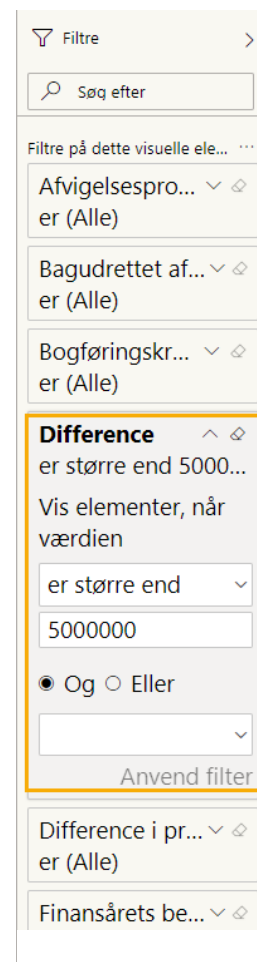 Filtre
Søg efter
Filtre på dette visuelle ele... ...
Afvigelsespro...
er (Alle)
Bagudrettet af...
er (Alle)
Bogføringskr...
er (Alle)
Difference
er større end 5000...
Vis elementer, når
værdien
er større end
5000000
Og Eller
Anvend filter
Difference i pr...
er (Alle)
Finansårets be...